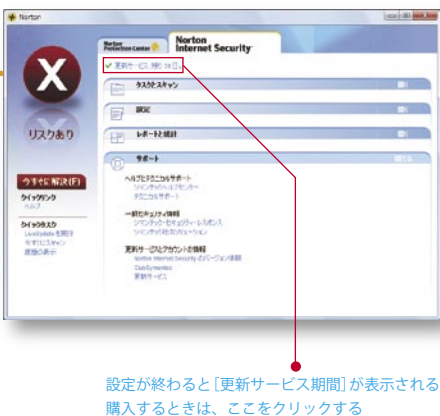 Norton
Norton
Protection Center
Norton
Internet Security
更新サービス: 残り
タスクとスキャン
設定
レポートと統計
サポート
閉じる
リスクあり
今すぐに解決(F)
クイックリンク
ヘルプ
クイックタスク
LiveUpdate を実行
今すぐにスキャン
履歴の表示
ヘルプとテクニカルサポート
シマンテックヘルプセンター
テクニカルサポート
一般セキュリティ情報
シマンテックセキュリティレスポンス
シマンテック社のソリューション
更新サービスとアカウントの情報
Norton Internet Security のバージョン情報
ClubSymantec
更新サービス
設定が終わると[更新サービス期間]が表示される
購入するときは、ここをクリックする